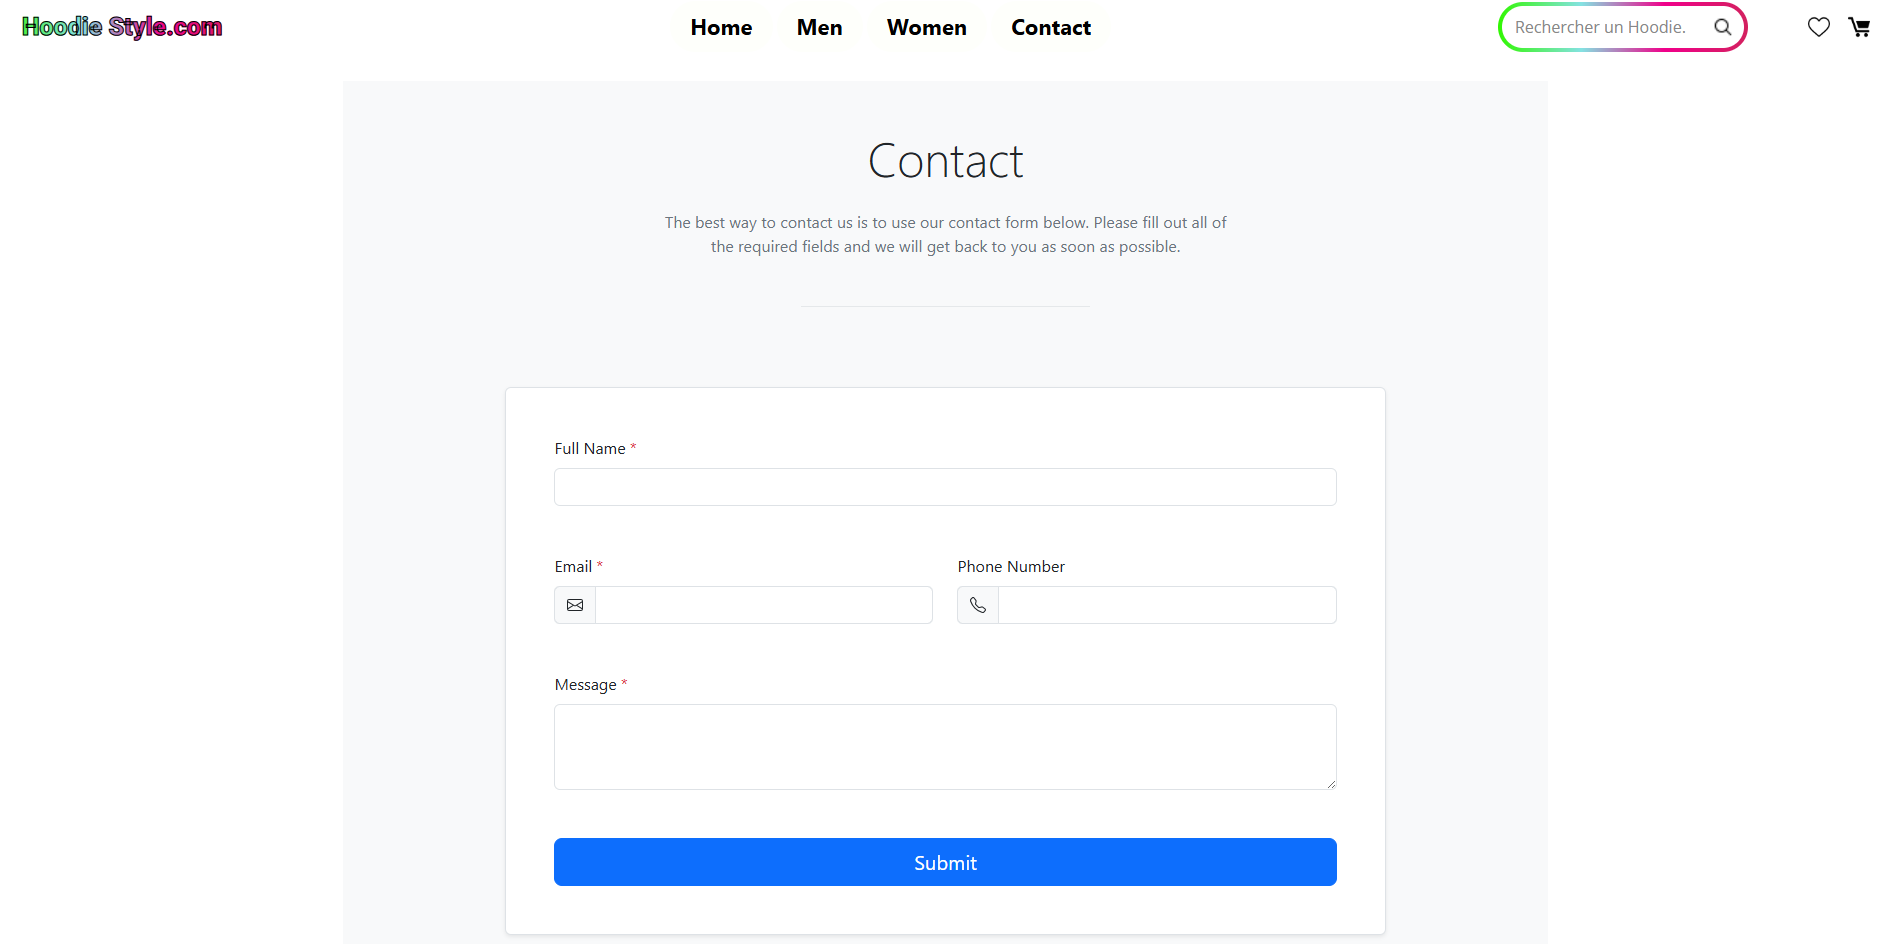 Hoodie Style.com
Home Men Women Contact
Rechercher un Hoodie.
Contact
The best way to contact us is to use our contact form below. Please fill out all of
the required fields and we will get back to you as soon as possible.
Full Name *
Email *
Phone Number
Message *
Submit